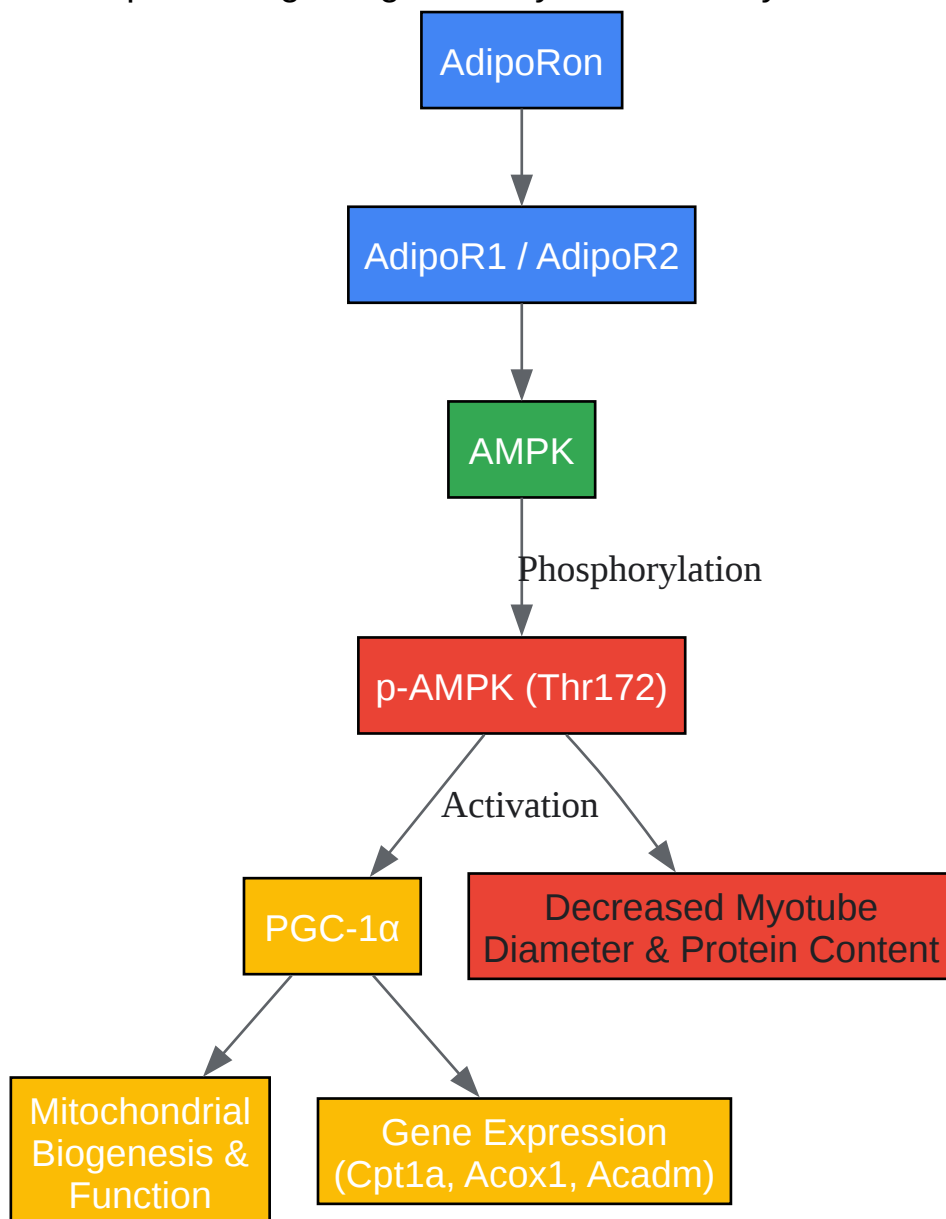 AdipoRon
AdipoR1 / AdipoR2
AMPK
Phosphorylation
p-AMPK (Thr172)
Activation
PGC-1α
Decreased Myotube
Diameter & Protein Content
Mitochondrial
Biogenesis &
Function
Gene Expression
(Cpt1a, Acox1, Acadm)